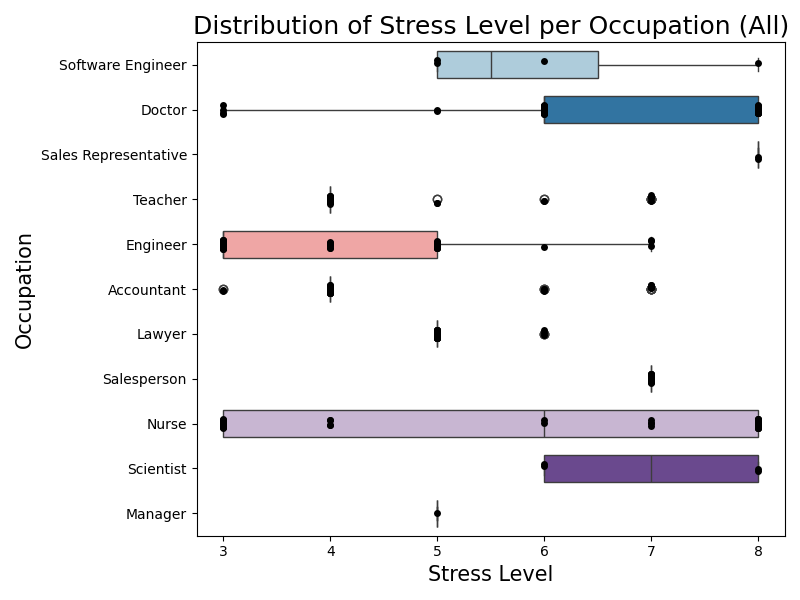 Distribution of Stress Level per Occupation (All)
Software Engineer
Doctor
Sales Representative
Teacher
Engineer
Accountant
Lawyer
Salesperson
Nurse
Scientist
Manager
Occupation
3 4 5 6 7 8
Stress Level